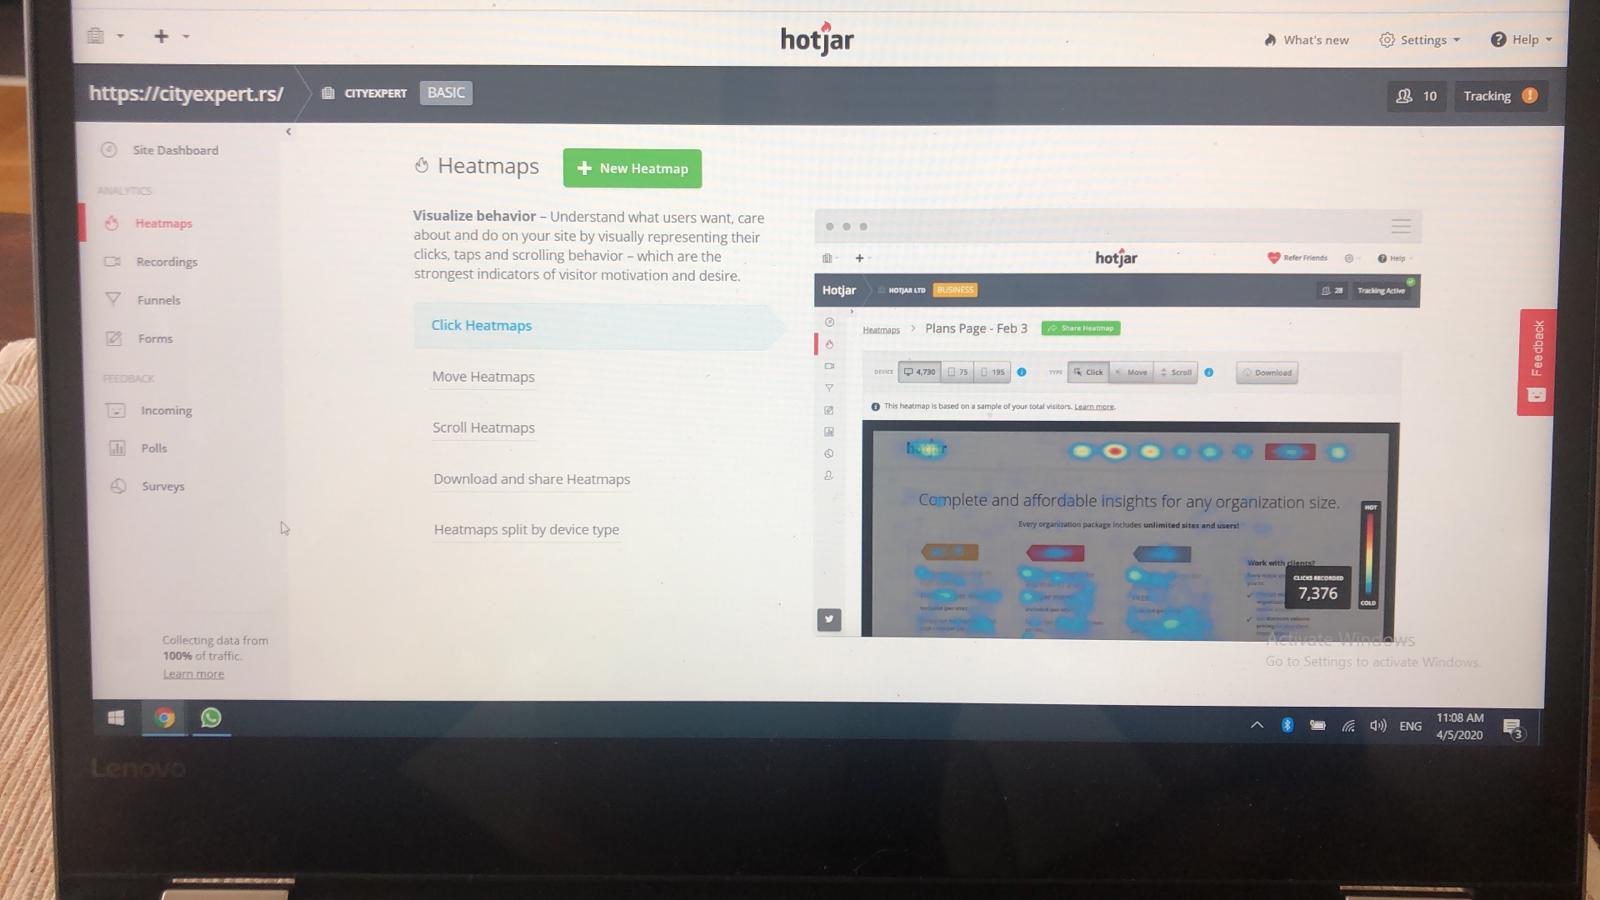 hotjar
What's new
Settings
Help
https://cityexpert.rs/
CITYEXPERT
BASIC
10
Tracking
Site Dashboard
ANALYTICS
Heatmaps
Recordings
Funnels
Forms
FEEDBACK
Incoming
Polls
Surveys
Collecting data from
100% of traffic.
Learn more
Heatmaps
New Heatmap
Visualize behavior – Understand what users want, care
about and do on your site by visually representing their
clicks, taps and scrolling behavior – which are the
strongest indicators of visitor motivation and desire.
Click Heatmaps
Move Heatmaps
Scroll Heatmaps
Download and share Heatmaps
Heatmaps split by device type
hotjar
Refer Friends
Help
Hotjar
HOTJAR LTD
BUSINESS
28
Tracking Active
Heatmaps > Plans Page - Feb 3
Share Heatmap
DEVICE 4,730 75 195
TYPE Click Move Scroll
Download
This heatmap is based on a sample of your total visitors. Learn more.
hotjar
Complete and affordable insights for any organization size.
Every organization package includes unlimited sites and users!
Work with clients?
HOT
COLD
CLICKS RECORDED
7,376
Feedback
Activate Windows
Go to Settings to activate Windows.
ENG
11:08 AM
4/5/2020
3
Lenovo